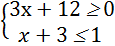 3x + 12 ≥ 0
x + 3 ≤ 1